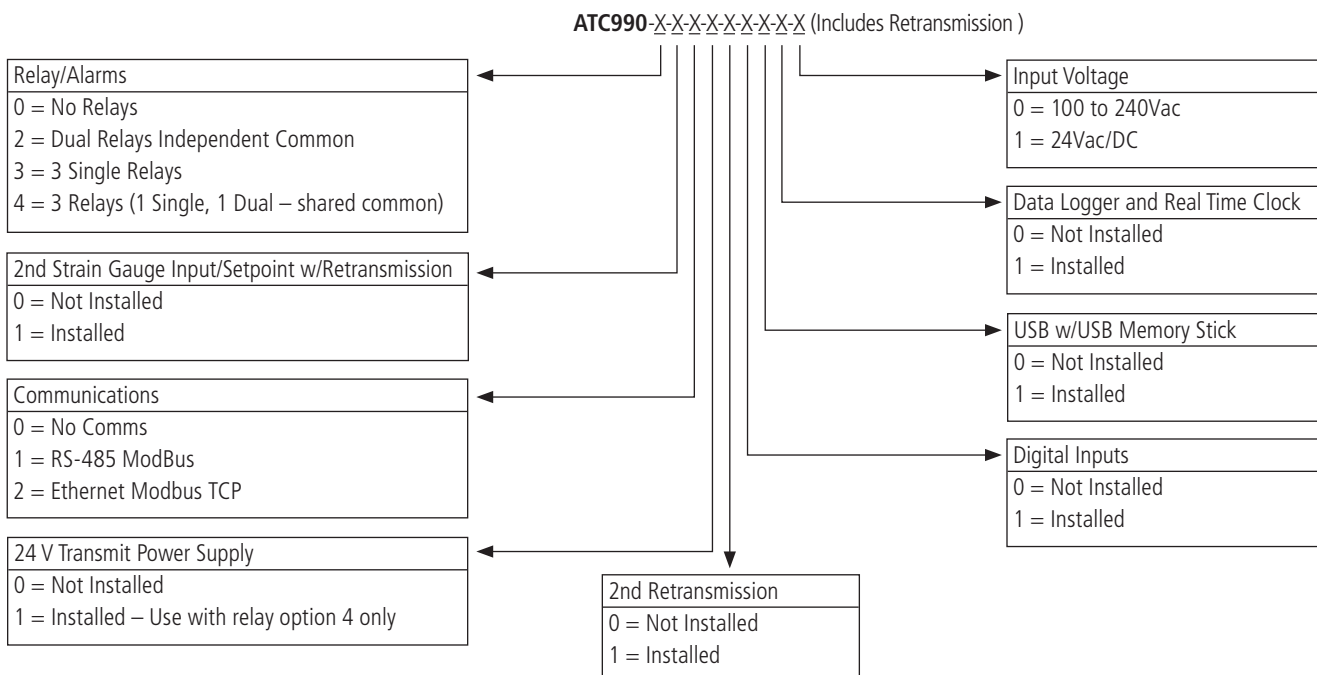 ATC990-X-X-X-X-X-X-X-X-X (Includes Retransmission )
Relay/Alarms
0 = No Relays
2 = Dual Relays Independent Common
3 = 3 Single Relays
4 = 3 Relays (1 Single, 1 Dual – shared common)
2nd Strain Gauge Input/Setpoint w/Retransmission
0 = Not Installed
1 = Installed
Communications
0 = No Comms
1 = RS-485 ModBus
2 = Ethernet Modbus TCP
24 V Transmit Power Supply
0 = Not Installed
1 = Installed – Use with relay option 4 only
2nd Retransmission
0 = Not Installed
1 = Installed
Input Voltage
0 = 100 to 240Vac
1 = 24Vac/DC
Data Logger and Real Time Clock
0 = Not Installed
1 = Installed
USB w/USB Memory Stick
0 = Not Installed
1 = Installed
Digital Inputs
0 = Not Installed
1 = Installed